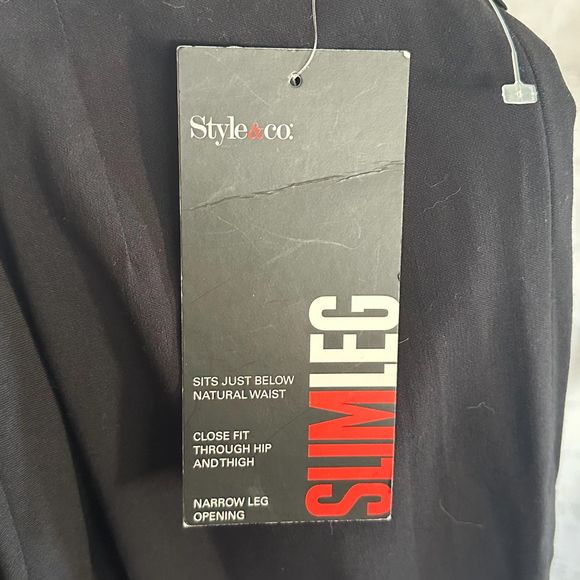 Style&co:
SITS JUST BELOW
NATURAL WAIST
CLOSE FIT
THROUGH HIP
AND THIGH
NARROW LEG
OPENING
SLIMLEG